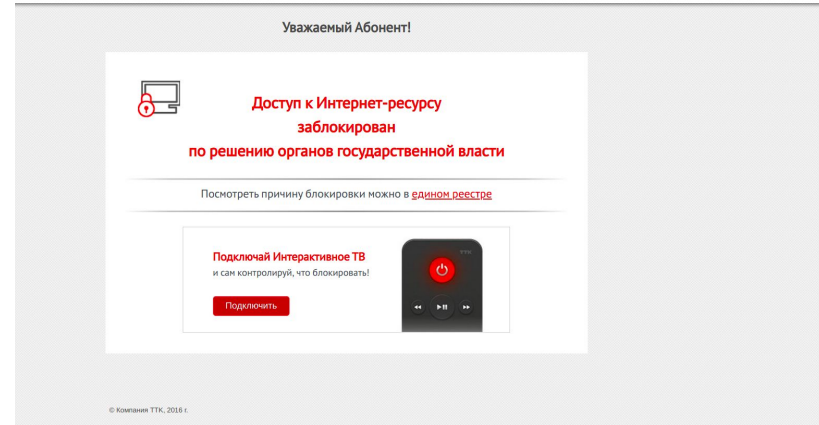 Уважаемый Абонент!
Доступ к Интернет-ресурсу
заблокирован
по решению органов государственной власти
Посмотреть причину блокировки можно в едином реестре
Подключай Интерактивное ТВ
и сам контролируй, что блокировать!
Подключить
ТТК
© Компания ТТК, 2016 г.